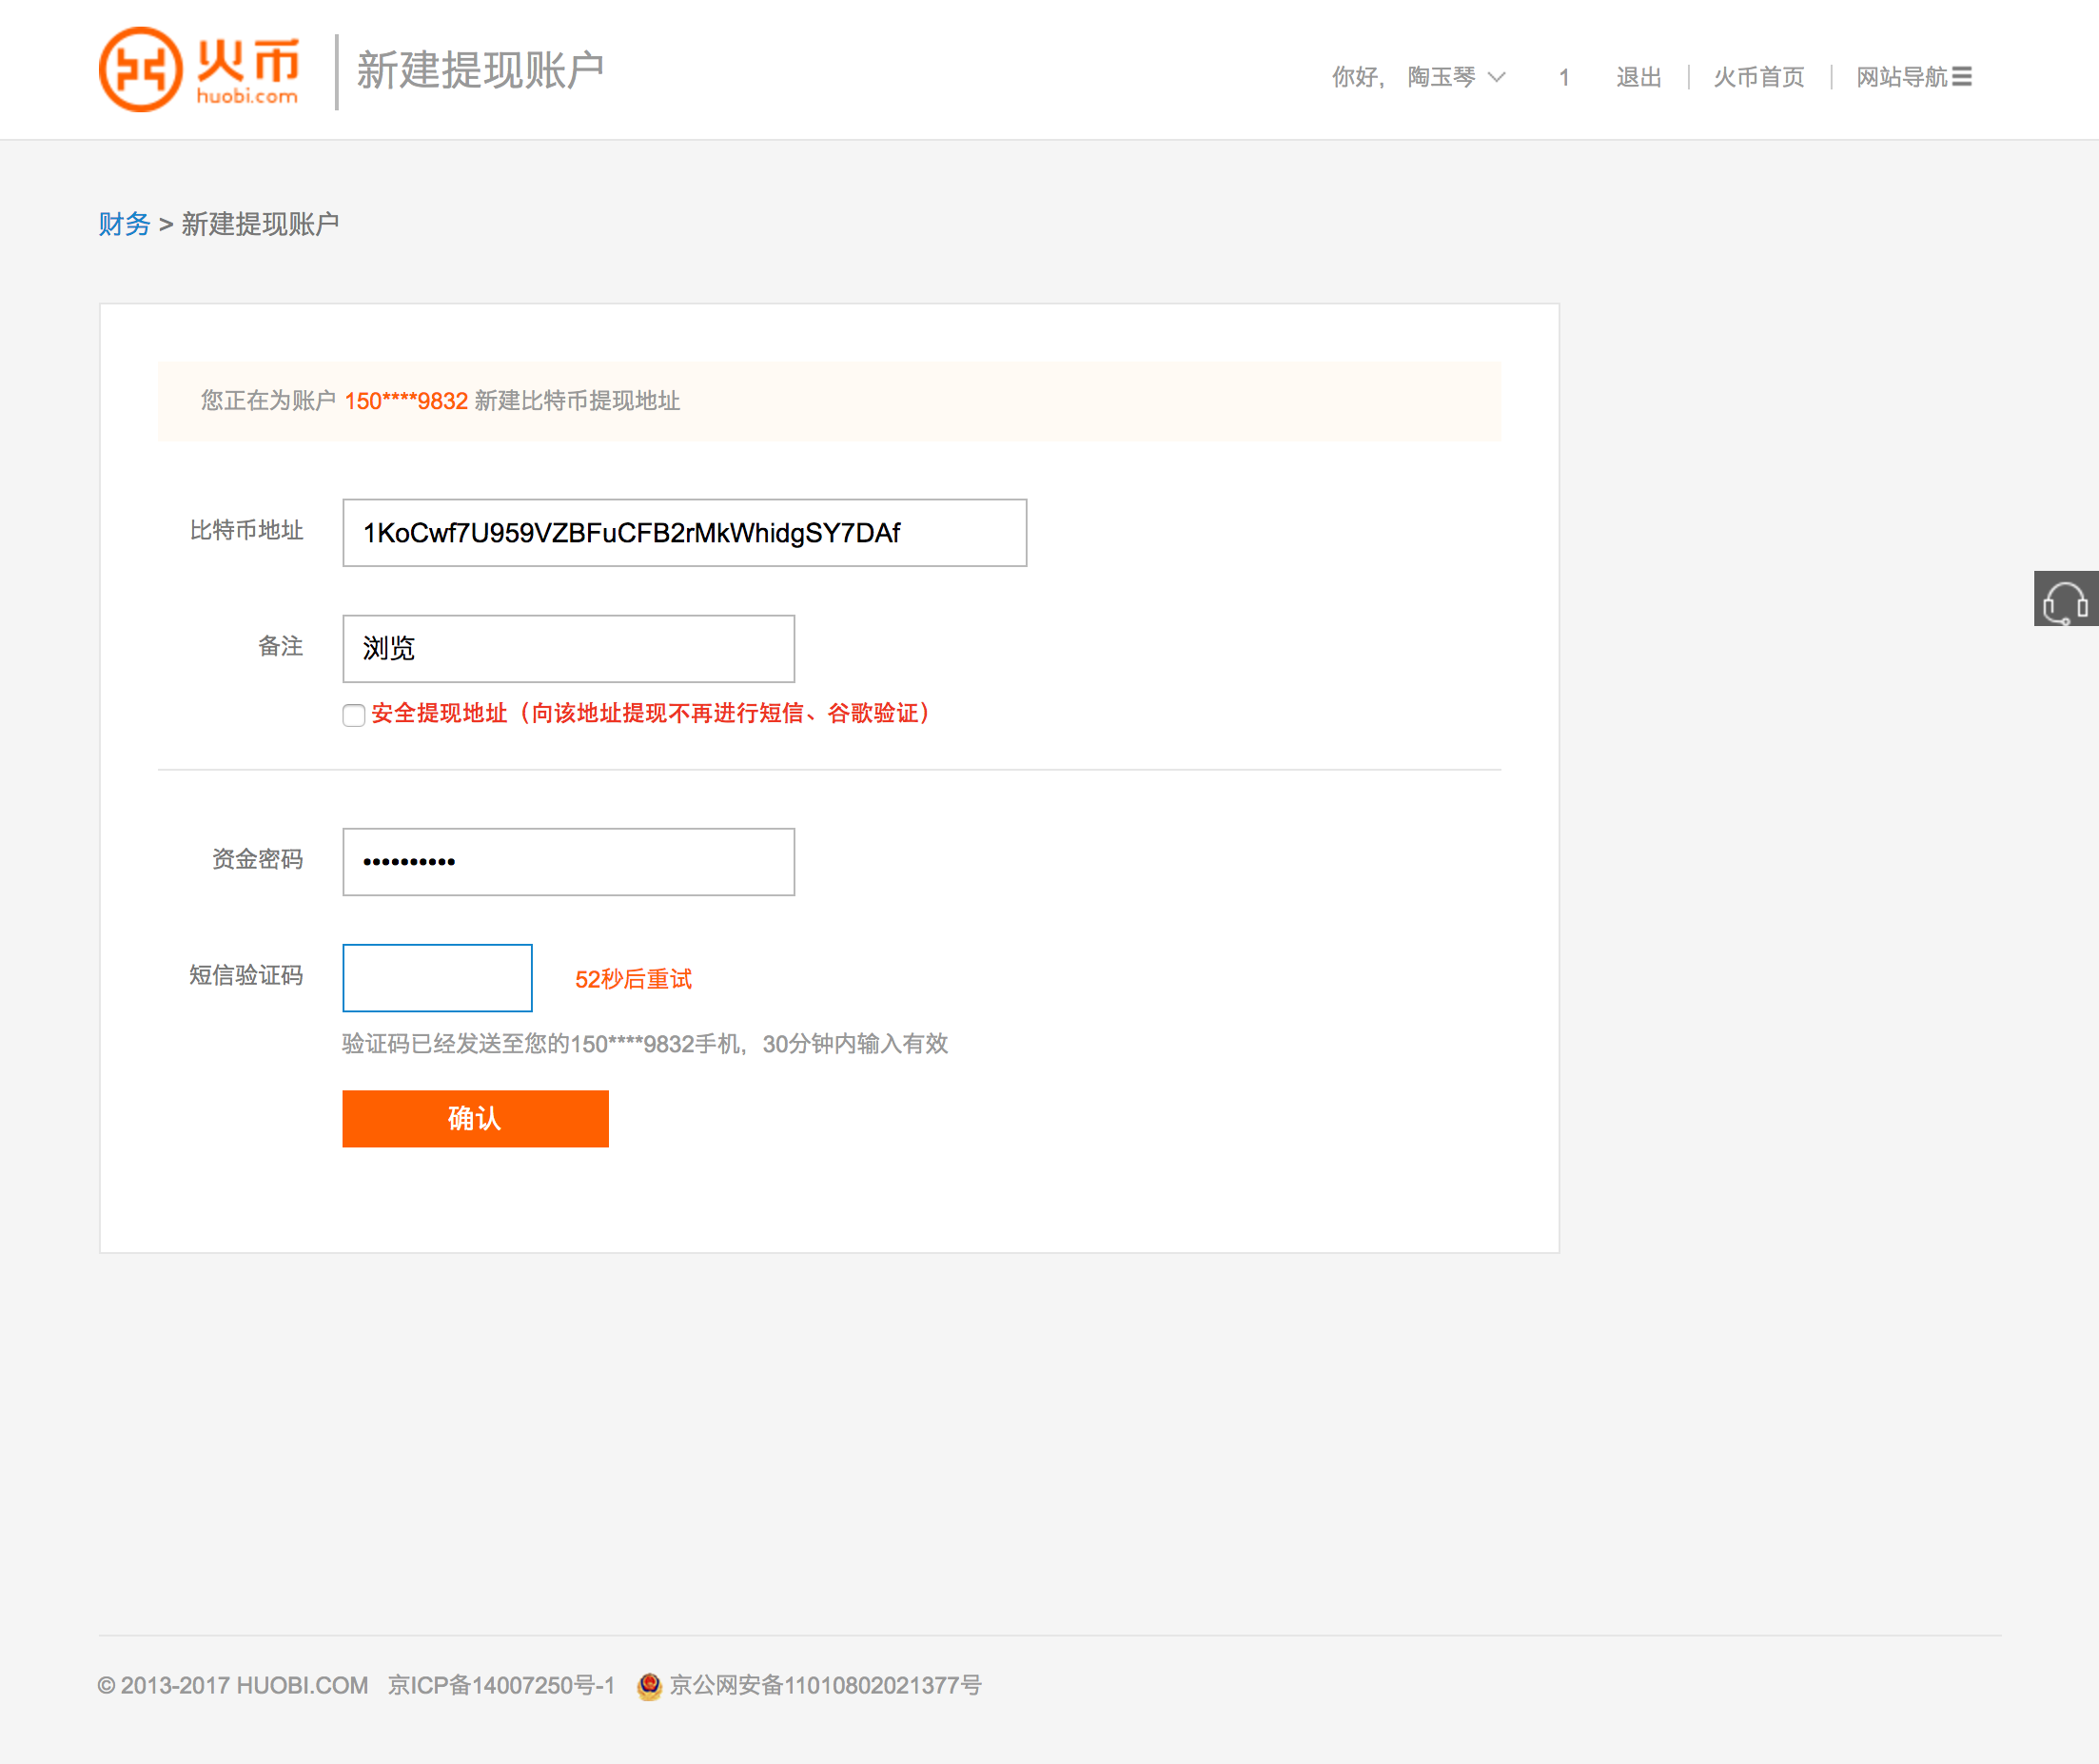 火币
huobi.com
新建提现账户
你好， 陶玉琴 1 退出 火币首页 网站导航
财务 > 新建提现账户
您正在为账户 150****9832 新建比特币提现地址
比特币地址 1KoCwf7U959VZBFuCFB2rMkWhidgSY7DAf
备注 浏览
安全提现地址（向该地址提现不再进行短信、谷歌验证）
资金密码 ••••••••••
短信验证码 52秒后重试
验证码已经发送至您的150****9832手机，30分钟内输入有效
确认
© 2013-2017 HUOBI.COM 京ICP备14007250号-1 京公网安备11010802021377号